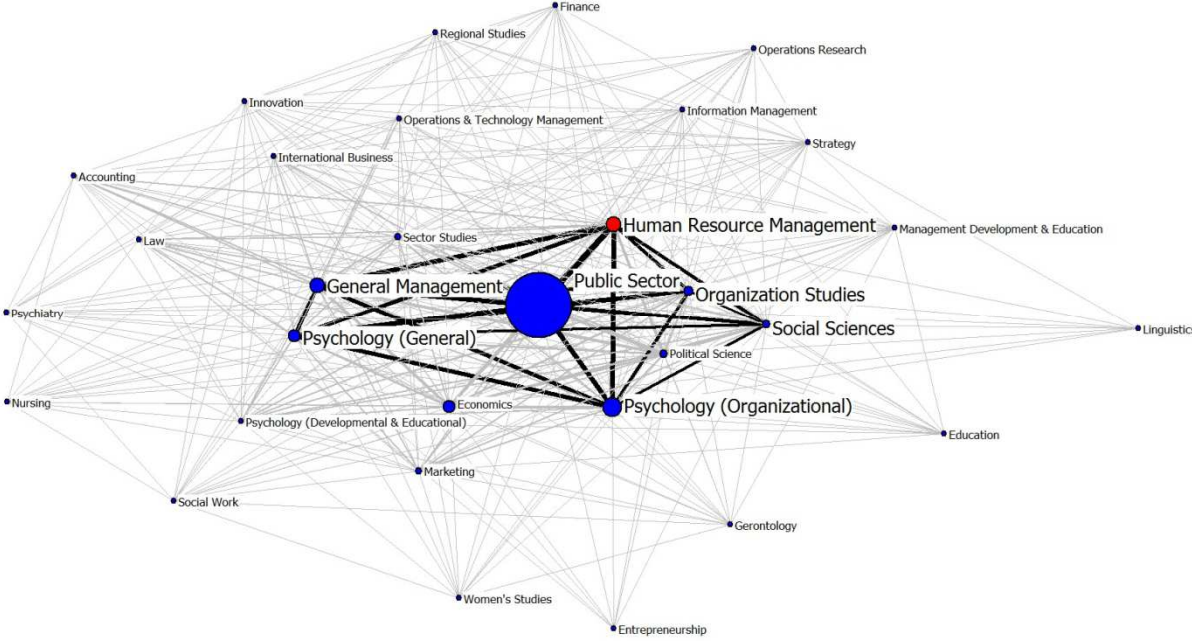 Finance
Regional Studies
Operations Research
Innovation
Information Management
Operations & Technology Management
Strategy
International Business
Accounting
Human Resource Management
Management Development & Education
Law
Sector Studies
Public Sector
General Management
Organization Studies
Psychiatry
Social Sciences
Linguistics
Psychology (General)
Political Science
Nursing
Economics
Psychology (Organizational)
Psychology (Developmental & Educational)
Education
Marketing
Social Work
Gerontology
Women's Studies
Entrepreneurship